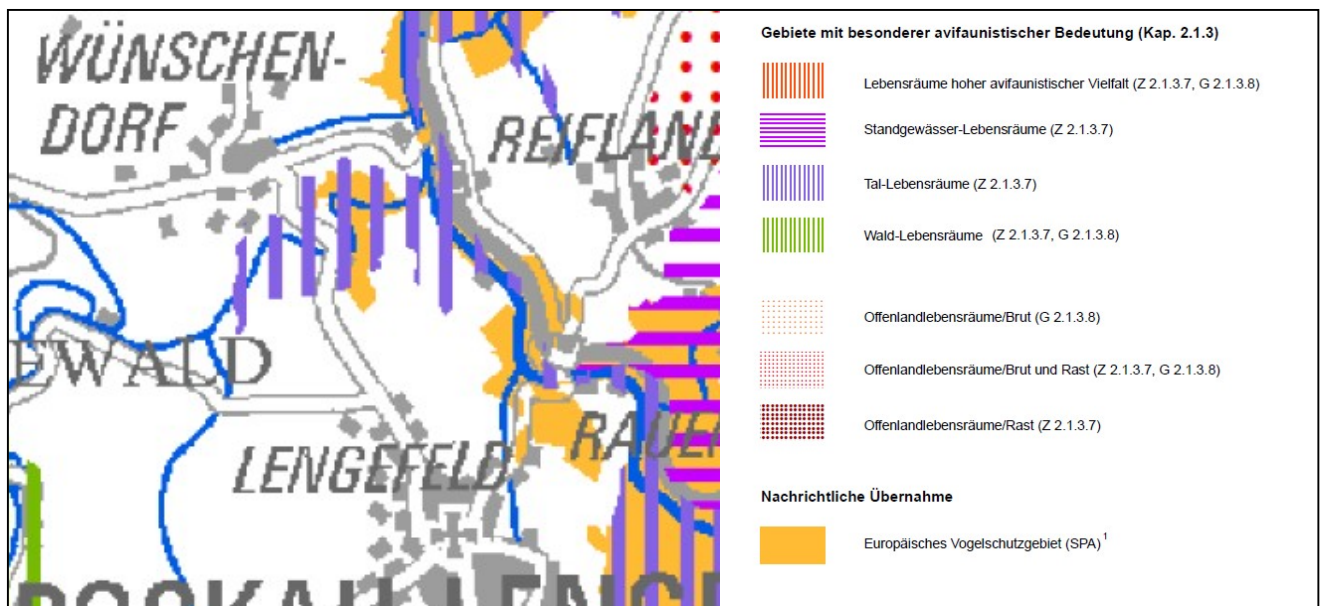 WÜNSCHEN-
DORF
REIFLAND
EWALD
LENGEFELD
RAUE
Gebiete mit besonderer avifaunistischer Bedeutung (Kap. 2.1.3)
Lebensräume hoher avifaunistischer Vielfalt (Z 2.1.3.7, G 2.1.3.8)
Standgewässer-Lebensräume (Z 2.1.3.7)
Tal-Lebensräume (Z 2.1.3.7)
Wald-Lebensräume (Z 2.1.3.7, G 2.1.3.8)
Offenlandlebensräume/Brut (G 2.1.3.8)
Offenlandlebensräume/Brut und Rast (Z 2.1.3.7, G 2.1.3.8)
Offenlandlebensräume/Rast (Z 2.1.3.7)
Nachrichtliche Übernahme
Europäisches Vogelschutzgebiet (SPA)¹